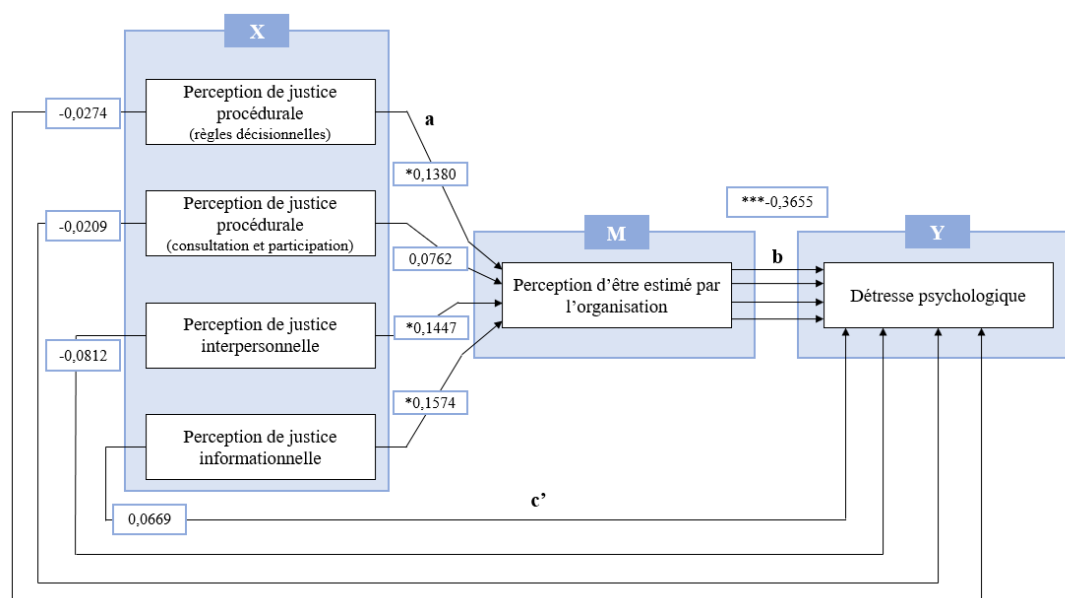 X
Perception de justice
procédurale
(règles décisionnelles)
-0,0274
a
*0,1380
Perception de justice
procédurale
(consultation et participation)
-0,0209
0,0762
***-0,3655
M
Perception d’être estimé par
l’organisation
b
Y
Détresse psychologique
Perception de justice
interpersonnelle
-0,0812
*0,1447
*0,1574
Perception de justice
informationnelle
0,0669
c’